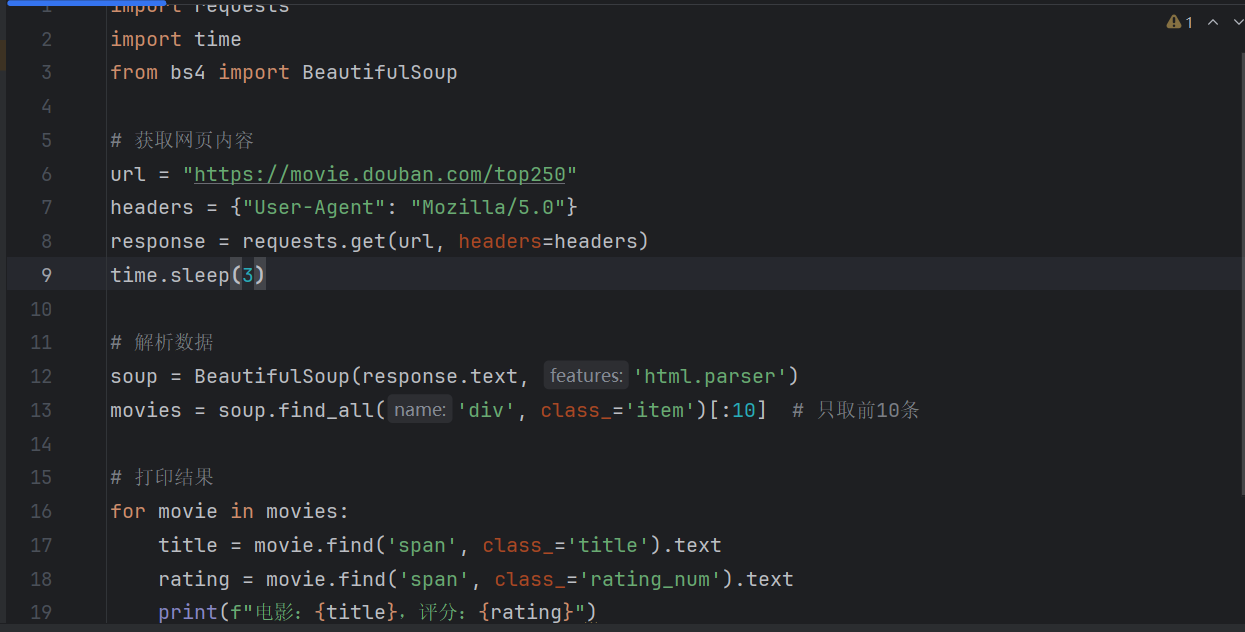 1 import requests
⚠ 1
2 import time
3 from bs4 import BeautifulSoup
4
5 # 获取网页内容
6 url = "https://movie.douban.com/top250"
7 headers = {"User-Agent": "Mozilla/5.0"}
8 response = requests.get(url, headers=headers)
9 time.sleep(3)
10
11 # 解析数据
12 soup = BeautifulSoup(response.text, features: 'html.parser')
13 movies = soup.find_all( name: 'div', class_='item')[:10]  # 只取前10条
14
15 # 打印结果
16 for movie in movies:
17     title = movie.find('span', class_='title').text
18     rating = movie.find('span', class_='rating_num').text
19     print(f"电影：{title}，评分：{rating}")